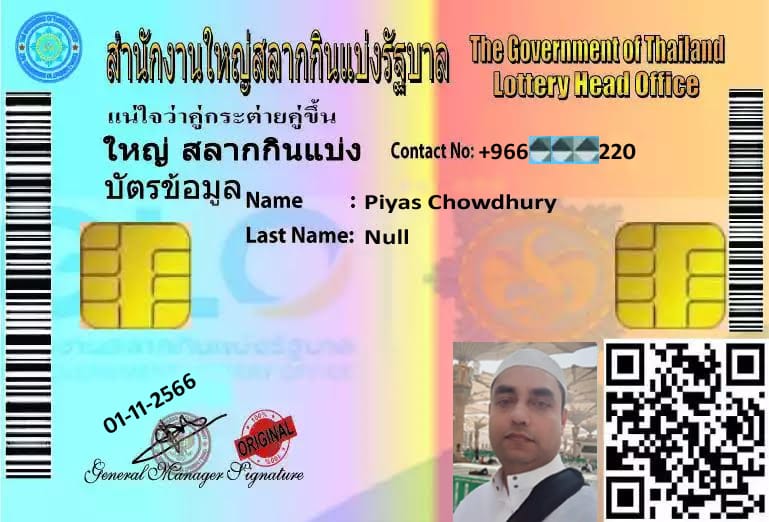 สำนักงานใหญ่สลากกินแบ่งรัฐบาล
The Government of Thailand
Lottery Head Office
แน่ใจว่าคู่กระต่ายคู่ขึ้น
ใหญ่ สลากกินแบ่ง
Contact No: +966 220
บัตรข้อมูล
Name : Piyas Chowdhury
Last Name: Null
01-11-2566
100%
ORIGINAL
100%
General Manager Signature